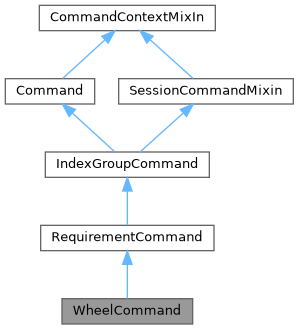 CommandContextMixIn
Command
SessionCommandMixin
IndexGroupCommand
RequirementCommand
WheelCommand